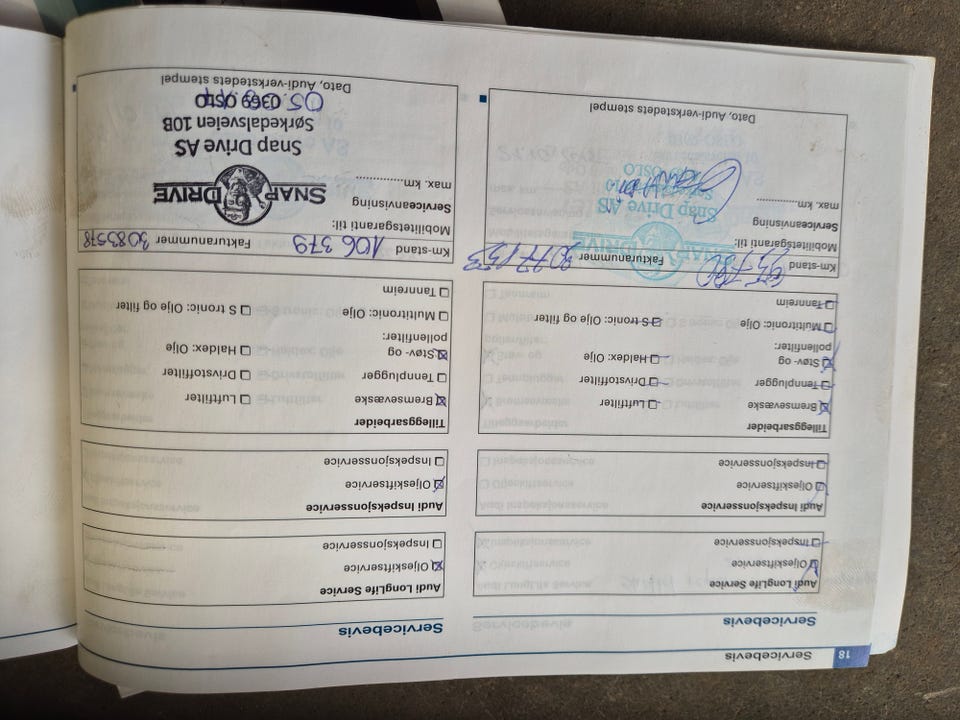 18 Servicebevis
Servicebevis
Audi LongLife Service
Oljeskiftservice
Inspeksjonsservice
Audi Inspeksjonsservice
Oljeskiftservice
Inspeksjonsservice
Tilleggsarbeider
Bremsevæske Luftfilter
Tennplugger Drivstoffilter
Støv- og Haldex: Olje
pollenfilter:
Multitronic: Olje S tronic: Olje og filter
Tannreim
Km-stand Fakturanummer 3077153
Mobilitetsgaranti til:
Serviceanvisning
max. km
Snap Drive AS
OSLO
Dato, Audi-verkstedets stempel
Servicebevis
Audi LongLife Service
Oljeskiftservice
Inspeksjonsservice
Audi Inspeksjonsservice
Oljeskiftservice
Inspeksjonsservice
Tilleggsarbeider
Bremsevæske Luftfilter
Tennplugger Drivstoffilter
Støv- og Haldex: Olje
pollenfilter:
Multitronic: Olje S tronic: Olje og filter
Tannreim
Km-stand 106 379 Fakturanummer 3083578
Mobilitetsgaranti til:
Serviceanvisning
max. km
SNAP DRIVE
Snap Drive AS
Sørkedalsveien 10B
0369 OSLO
Dato, Audi-verkstedets stempel